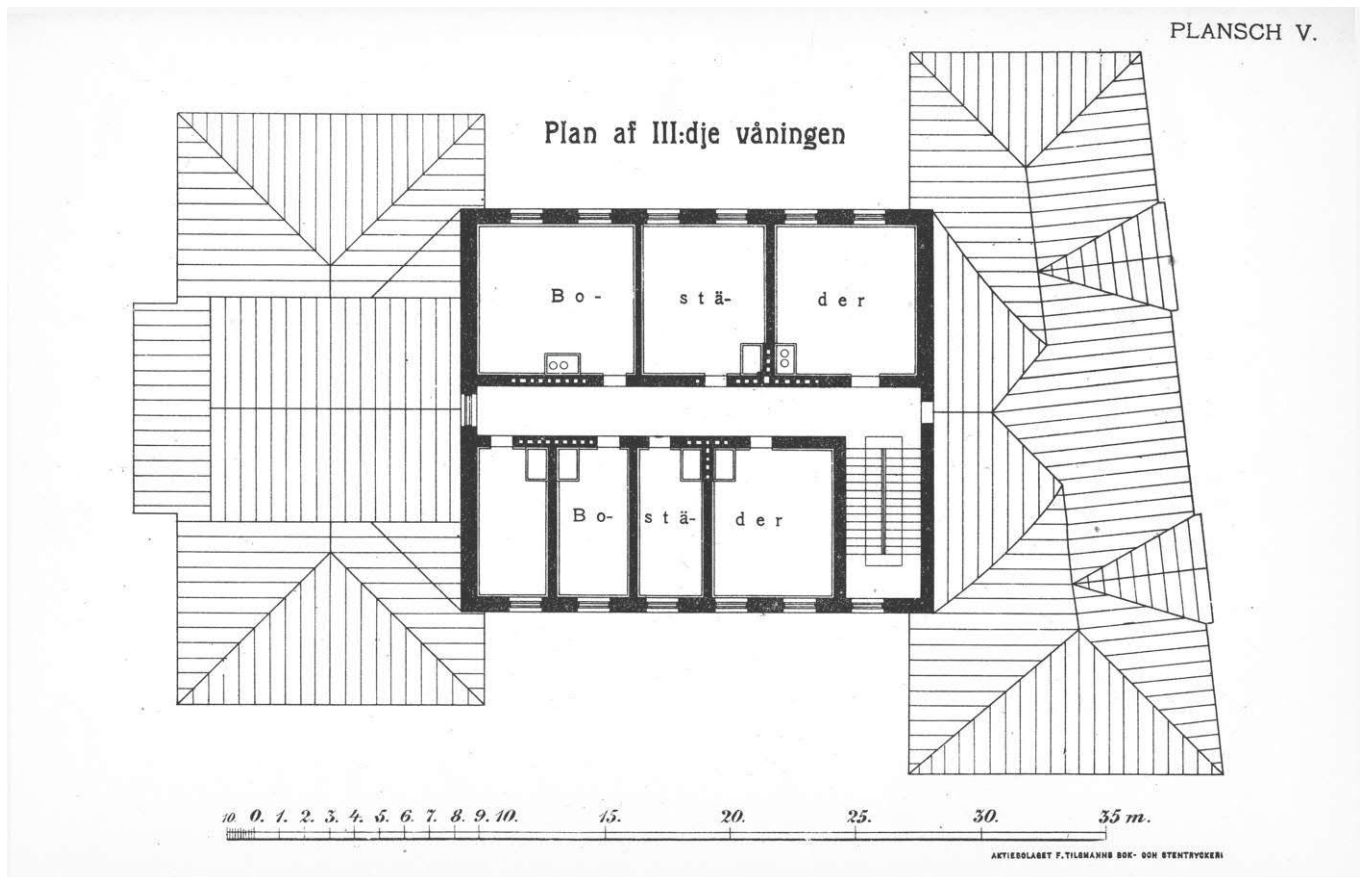 PLANSCH V.
Plan af III:dje våningen
Bo- stä- der
Bo- stä- der
10. 0. 1. 2. 3. 4. 5. 6. 7. 8. 9. 10. 15. 20. 25. 30. 35 m.
AKTIEBOLAGET F. TILGMANNS BOK- OCH STENTRYCKERI